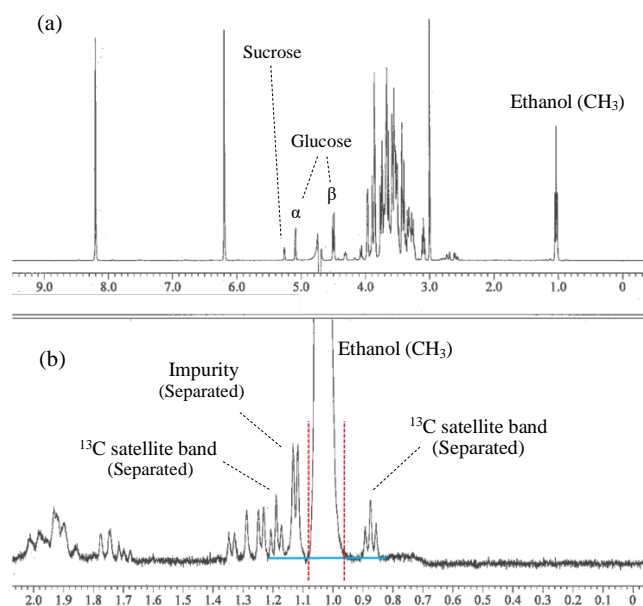 (a)
Sucrose
Ethanol (CH₃)
Glucose
α
β
9.0 8.0 7.0 6.0 5.0 4.0 3.0 2.0 1.0 0
(b)
Ethanol (CH₃)
Impurity
(Separated)
¹³C satellite band
(Separated)
¹³C satellite band
(Separated)
2.0 1.9 1.8 1.7 1.6 1.5 1.4 1.3 1.2 1.1 1.0 0.9 0.8 0.7 0.6 0.5 0.4 0.3 0.2 0.1 0